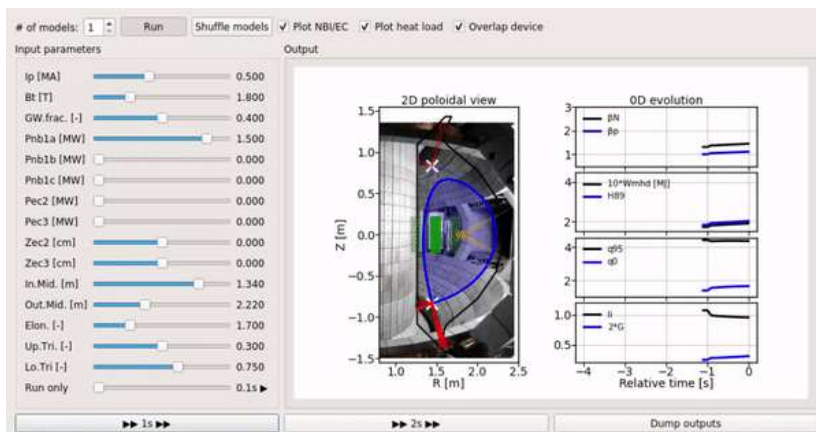 # of models: 1 Run Shuffle models Plot NBI/EC Plot heat load Overlap device
Input parameters
Ip [MA] 0.500
Bt [T] 1.800
GW.frac. [-] 0.400
Pnb1a [MW] 1.500
Pnb1b [MW] 0.000
Pnb1c [MW] 0.000
Pec2 [MW] 0.000
Pec3 [MW] 0.000
Zec2 [cm] 0.000
Zec3 [cm] 0.000
In.Mid. [m] 1.340
Out.Mid. [m] 2.220
Elon. [-] 1.700
Up.Tri. [-] 0.300
Lo.Tri [-] 0.750
Run only 0.1s ▶
▶▶ 1s ▶▶
Output
2D poloidal view
Z [m]
1.5
1.0
0.5
0.0
−0.5
−1.0
−1.5
1.0 1.5 2.0 2.5
R [m]
0D evolution
3
2
1
βN
βp
4
2
10*Wmhd [MJ]
H89
4
2
q95
q0
1.0
0.5
li
2*G
−4 −3 −2 −1 0
Relative time [s]
▶▶ 2s ▶▶
Dump outputs